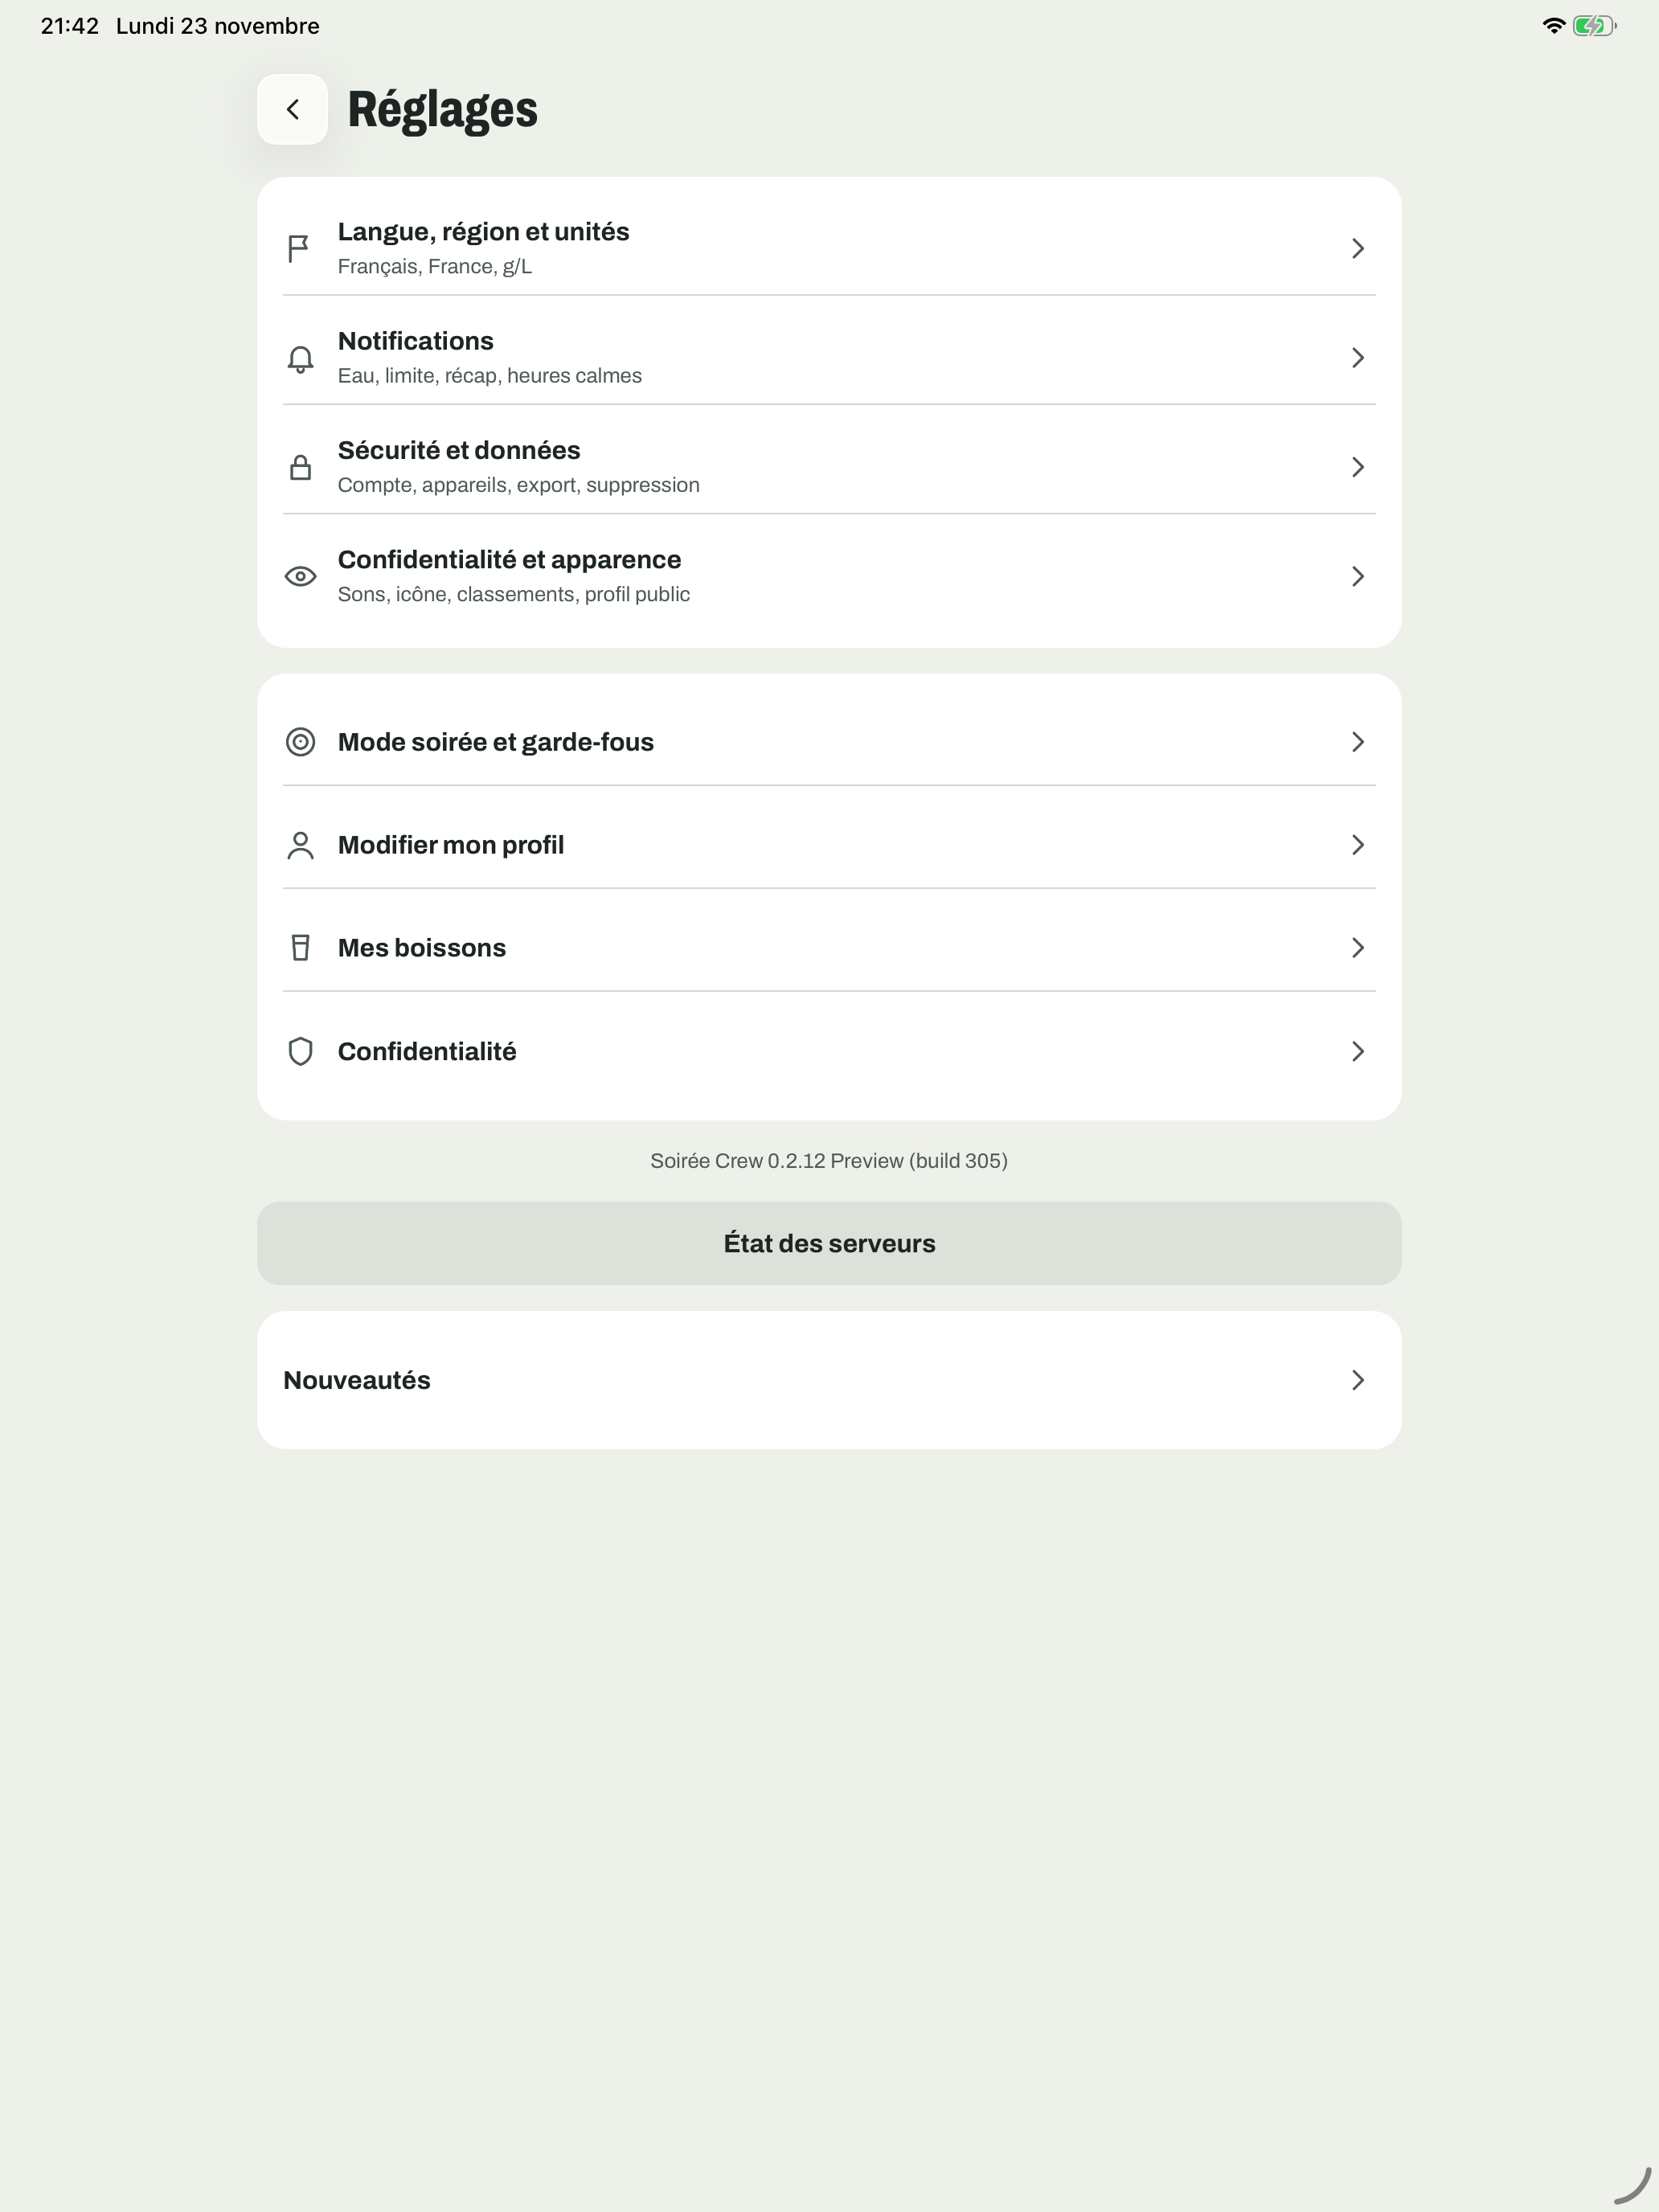 21:42 Lundi 23 novembre
Réglages
Langue, région et unités
Français, France, g/L
Notifications
Eau, limite, récap, heures calmes
Sécurité et données
Compte, appareils, export, suppression
Confidentialité et apparence
Sons, icône, classements, profil public
Mode soirée et garde-fous
Modifier mon profil
Mes boissons
Confidentialité
Soirée Crew 0.2.12 Preview (build 305)
État des serveurs
Nouveautés